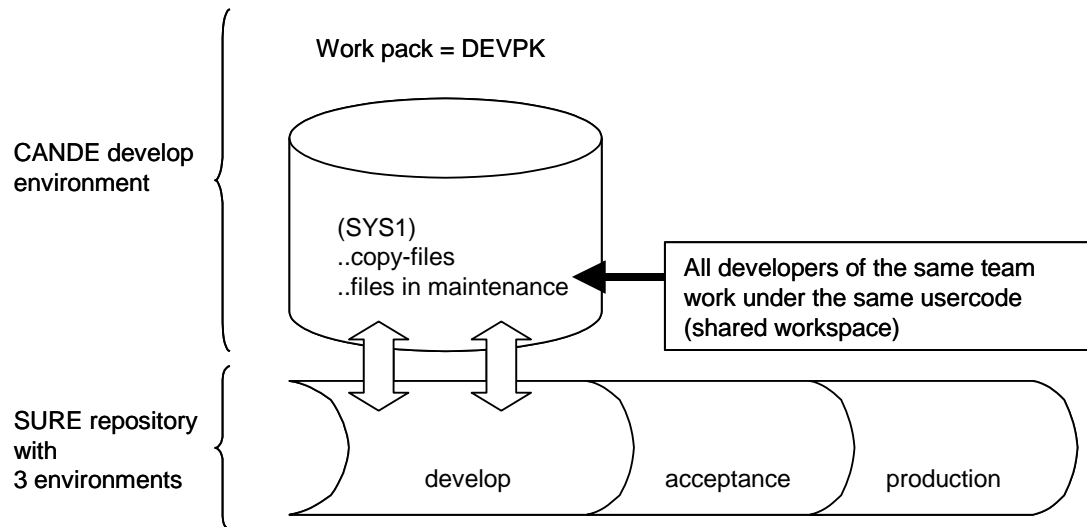 Work pack = DEVPK
CANDE develop
environment
(SYS1)
..copy-files
..files in maintenance
All developers of the same team
work under the same usercode
(shared workspace)
SURE repository
with
3 environments
develop
acceptance
production